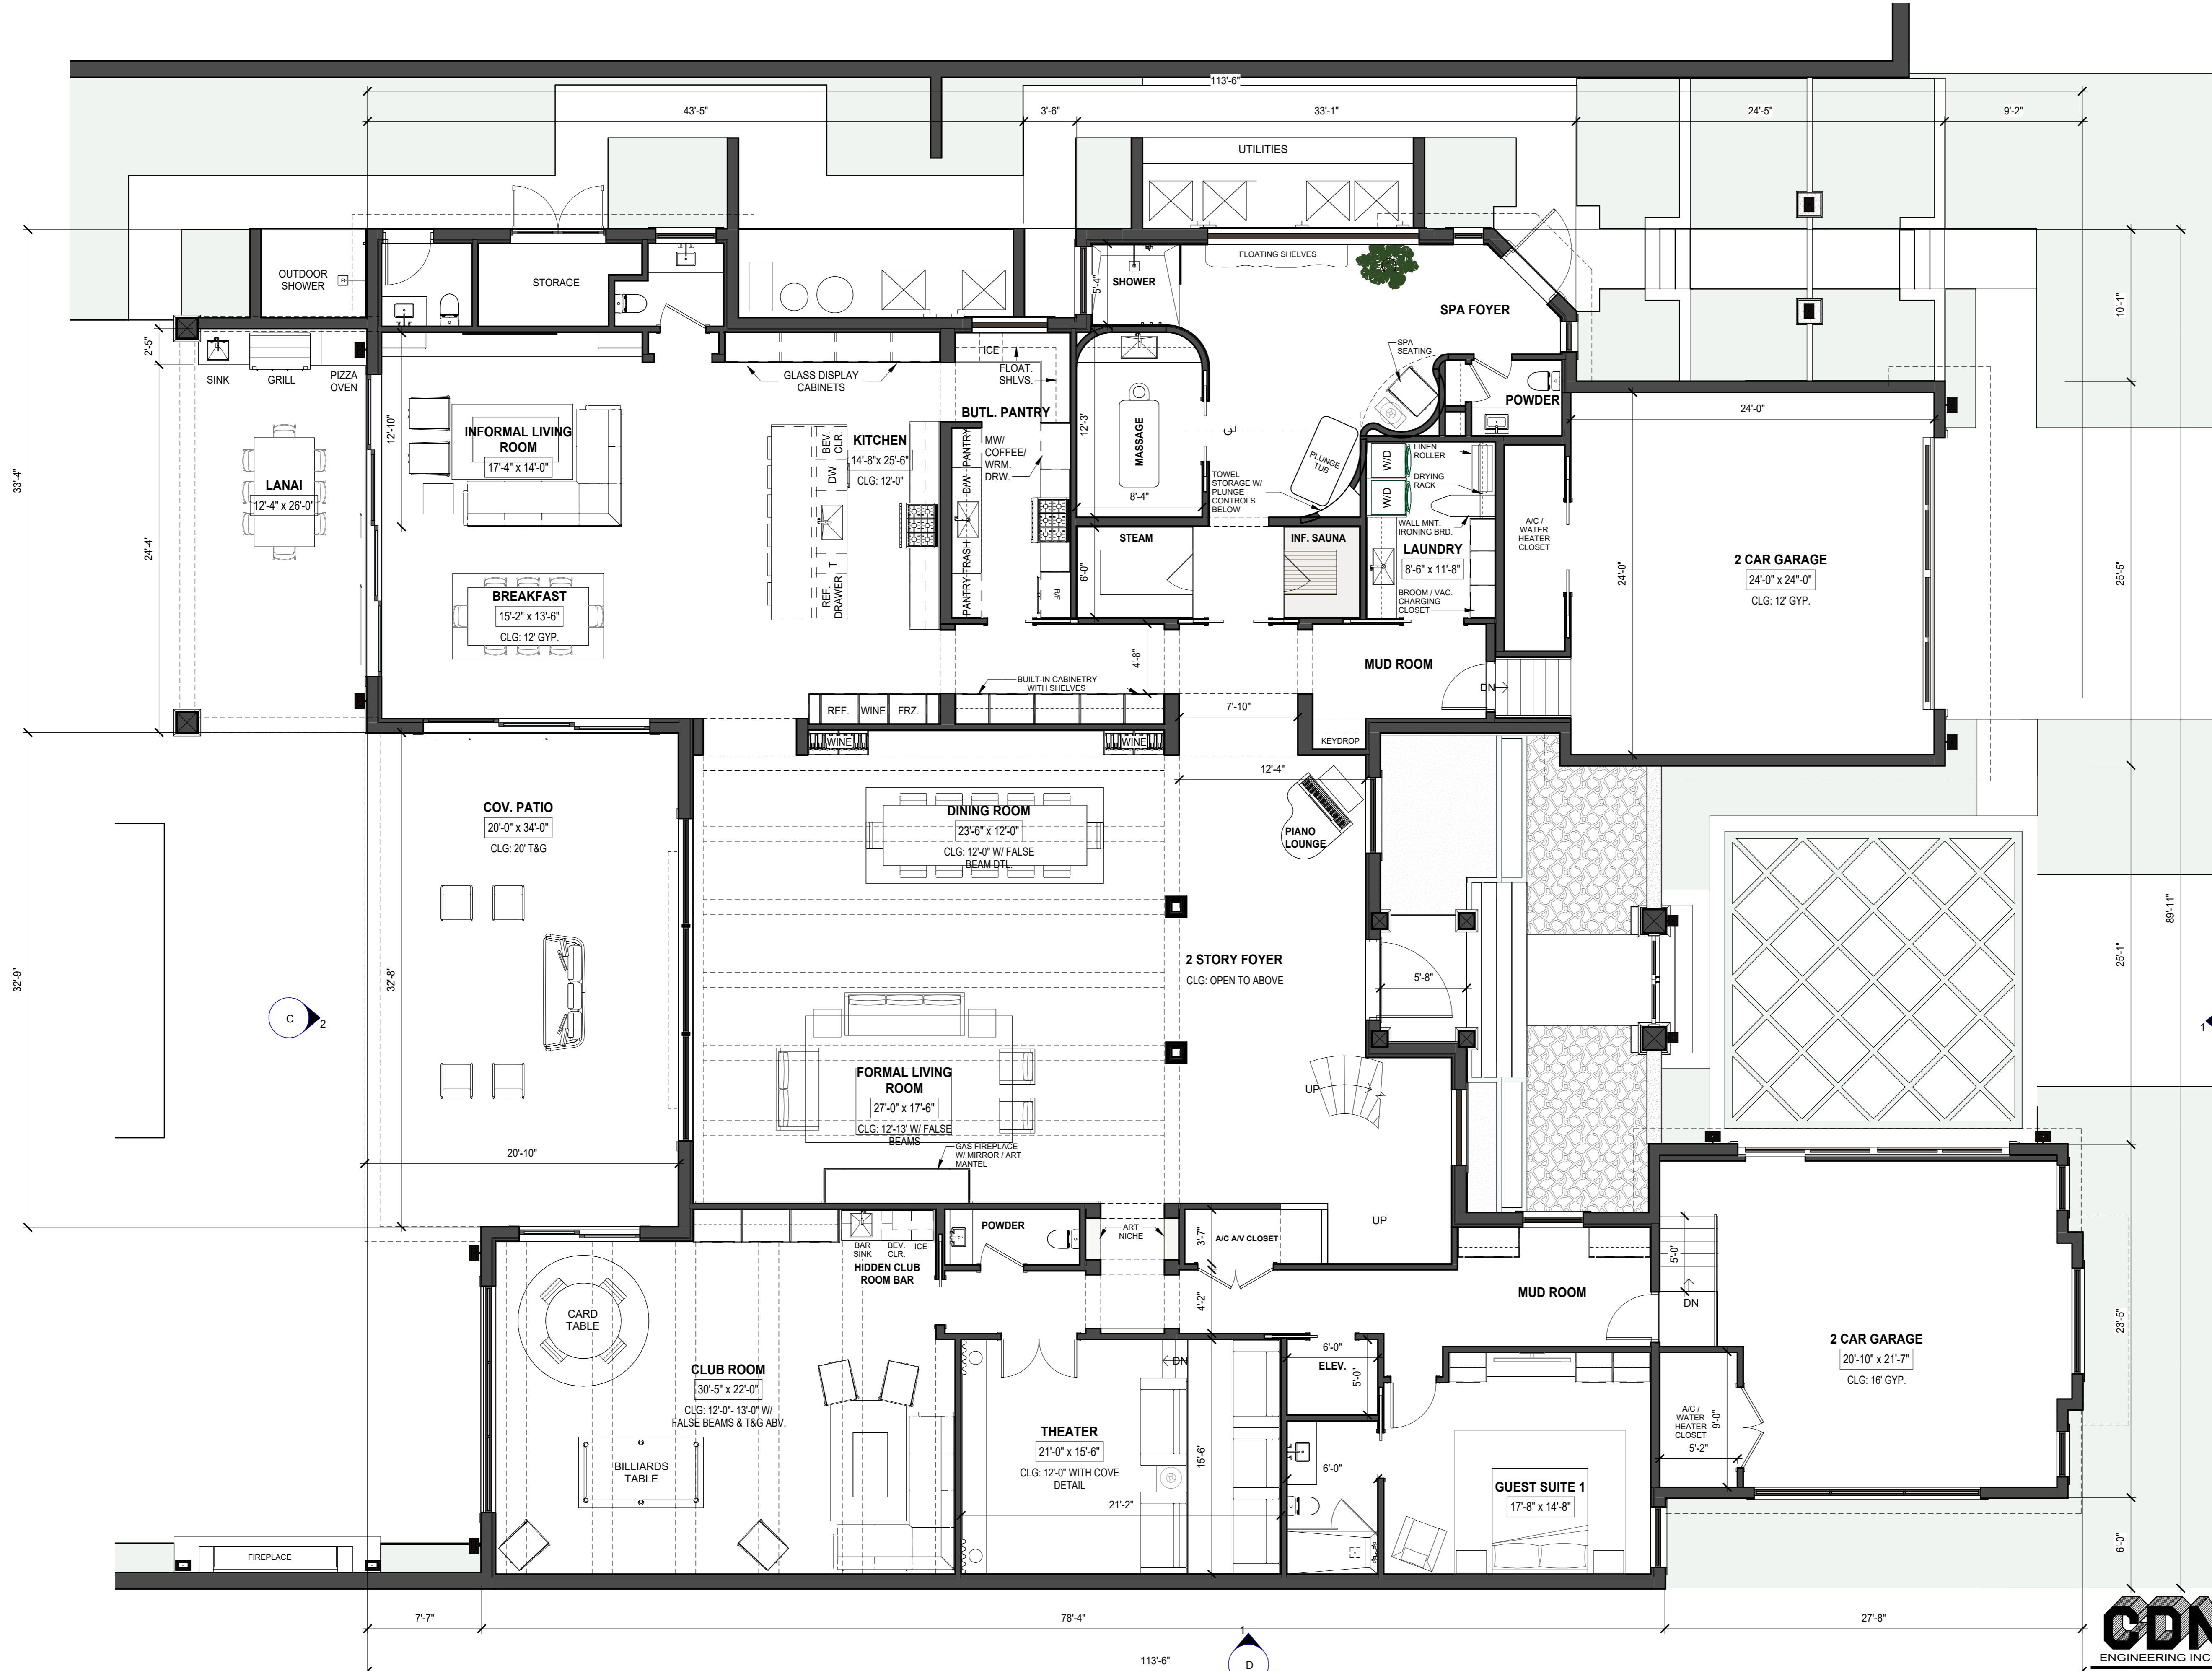 113'-6"
43'-5"
3'-6"
33'-1"
24'-5"
9'-2"
UTILITIES
OUTDOOR
SHOWER
STORAGE
SHOWER
5'-4"
FLOATING SHELVES
SPA FOYER
10'-1"
2'-5"
SINK
GRILL
PIZZA
OVEN
GLASS DISPLAY
CABINETS
ICE
FLOAT.
SHLVS.
SPA
SEATING
POWDER
33'-4"
24'-4"
LANAI
12'-4" x 26'-0"
12'-10"
INFORMAL LIVING
ROOM
17'-4" x 14'-0"
BREAKFAST
15'-2" x 13'-6"
CLG: 12' GYP.
BEV.
CLR.
DW
T
REF.
DRAWER
KITCHEN
14'-8"x 25'-6"
CLG: 12'-0"
BUTL. PANTRY
PANTRY
D/W
TRASH
PANTRY
MW/
COFFEE/
WRM.
DRW.
R/F
12'-3"
MASSAGE
8'-4"
PLUNGE
TUB
TOWEL
STORAGE W/
PLUNGE
CONTROLS
BELOW
STEAM
6'-0"
INF. SAUNA
W/D
W/D
LINEN
ROLLER
DRYING
RACK
WALL MNT.
IRONING BRD.
LAUNDRY
8'-6" x 11'-8"
BROOM / VAC.
CHARGING
CLOSET
A/C /
WATER
HEATER
CLOSET
24'-0"
24'-0"
2 CAR GARAGE
24'-0" x 24"-0"
CLG: 12' GYP.
25'-5"
4'-8"
MUD ROOM
DN
BUILT-IN CABINETRY
WITH SHELVES
REF.
WINE
FRZ.
7'-10"
WINE
WINE
KEYDROP
12'-4"
COV. PATIO
20'-0" x 34'-0"
CLG: 20' T&G
DINING ROOM
23'-6" x 12'-0"
CLG: 12'-0" W/ FALSE
BEAM DTL.
PIANO
LOUNGE
89'-11"
32'-9"
32'-8"
C
2
2 STORY FOYER
CLG: OPEN TO ABOVE
5'-8"
25'-1"
1
FORMAL LIVING
ROOM
27'-0" x 17'-6"
CLG: 12'-13' W/ FALSE
BEAMS
UP
GAS FIREPLACE
W/ MIRROR / ART
MANTEL
20'-10"
BAR
SINK
BEV.
CLR.
ICE
HIDDEN CLUB
ROOM BAR
POWDER
ART
NICHE
3'-7"
A/C A/V CLOSET
UP
5'-0"
DN
4'-2"
MUD ROOM
CARD
TABLE
CLUB ROOM
30'-5" x 22'-0"
CLG: 12'-0"- 13'-0" W/
FALSE BEAMS & T&G ABV.
BILLIARDS
TABLE
DN
THEATER
21'-0" x 15'-6"
CLG: 12'-0" WITH COVE
DETAIL
21'-2"
15'-6"
6'-0"
ELEV.
5'-0"
6'-0"
GUEST SUITE 1
17'-8" x 14'-8"
A/C /
WATER
HEATER
CLOSET
9'-0"
5'-2"
2 CAR GARAGE
20'-10" x 21'-7"
CLG: 16' GYP.
23'-5"
6'-0"
FIREPLACE
7'-7"
78'-4"
27'-8"
1
D
113'-6"
CDN
ENGINEERING INC